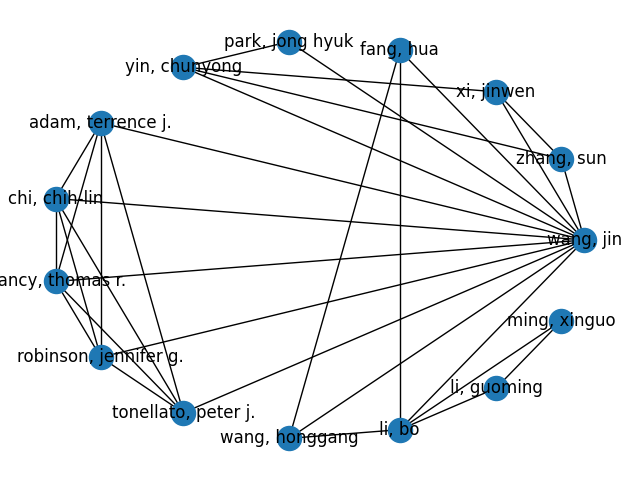 park, jong hyuk
fang, hua
yin, chunyong
xi, jinwen
adam, terrence j.
zhang, sun
chi, chih-lin
wang, jin
ancy, thomas r.
ming, xinguo
robinson, jennifer g.
li, guoming
tonellato, peter j.
li, bo
wang, honggang